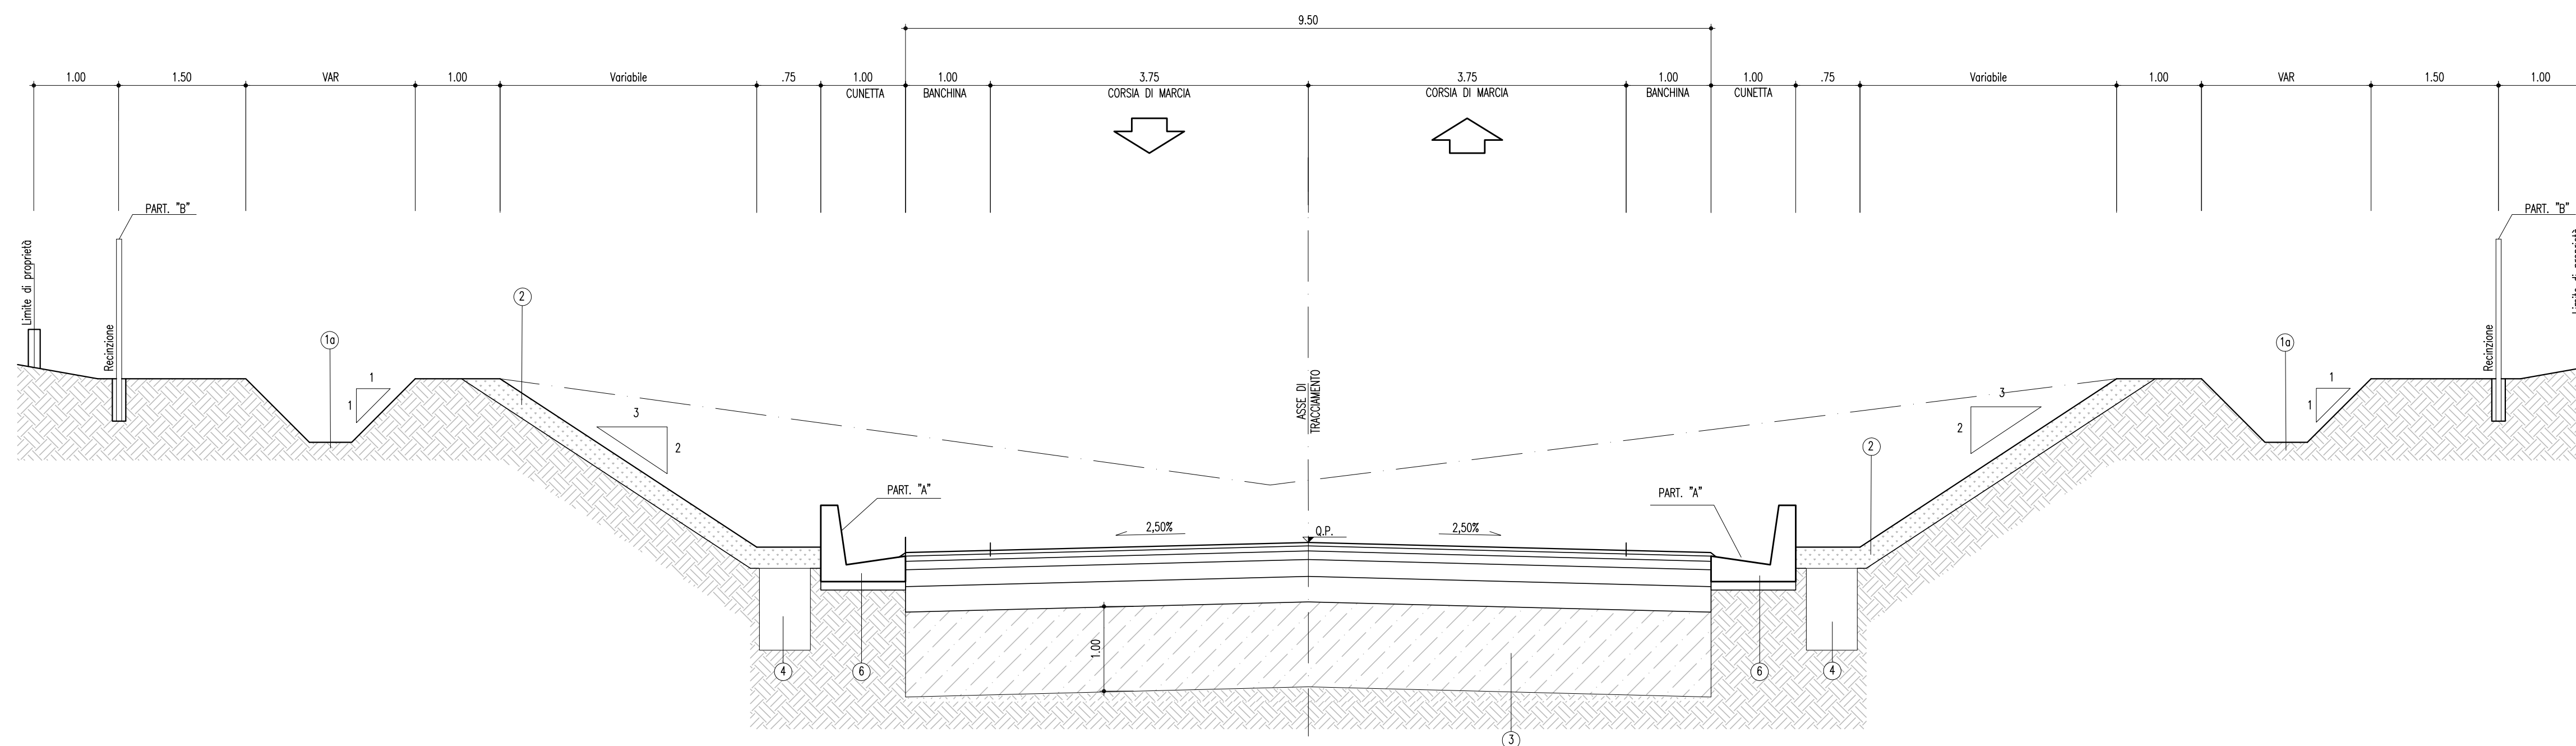 9.50
1.00 1.50 VAR 1.00 Variabile .75 1.00 1.00 3.75 3.75 1.00 1.00 .75 Variabile 1.00 VAR 1.50 1.00
CUNETTA BANCHINA CORSIA DI MARCIA CORSIA DI MARCIA BANCHINA CUNETTA
PART. "B" PART. "B"
Limite di proprietà
Recinzione
1a
1
1
2
3
2
PART. "A"
2,50%
ASSE DI
TRACCIAMENTO
Q.P.
2,50%
PART. "A"
2
3
2
1a
1
1
Recinzione
Limite di proprietà
1.00
4 6 6 4
3